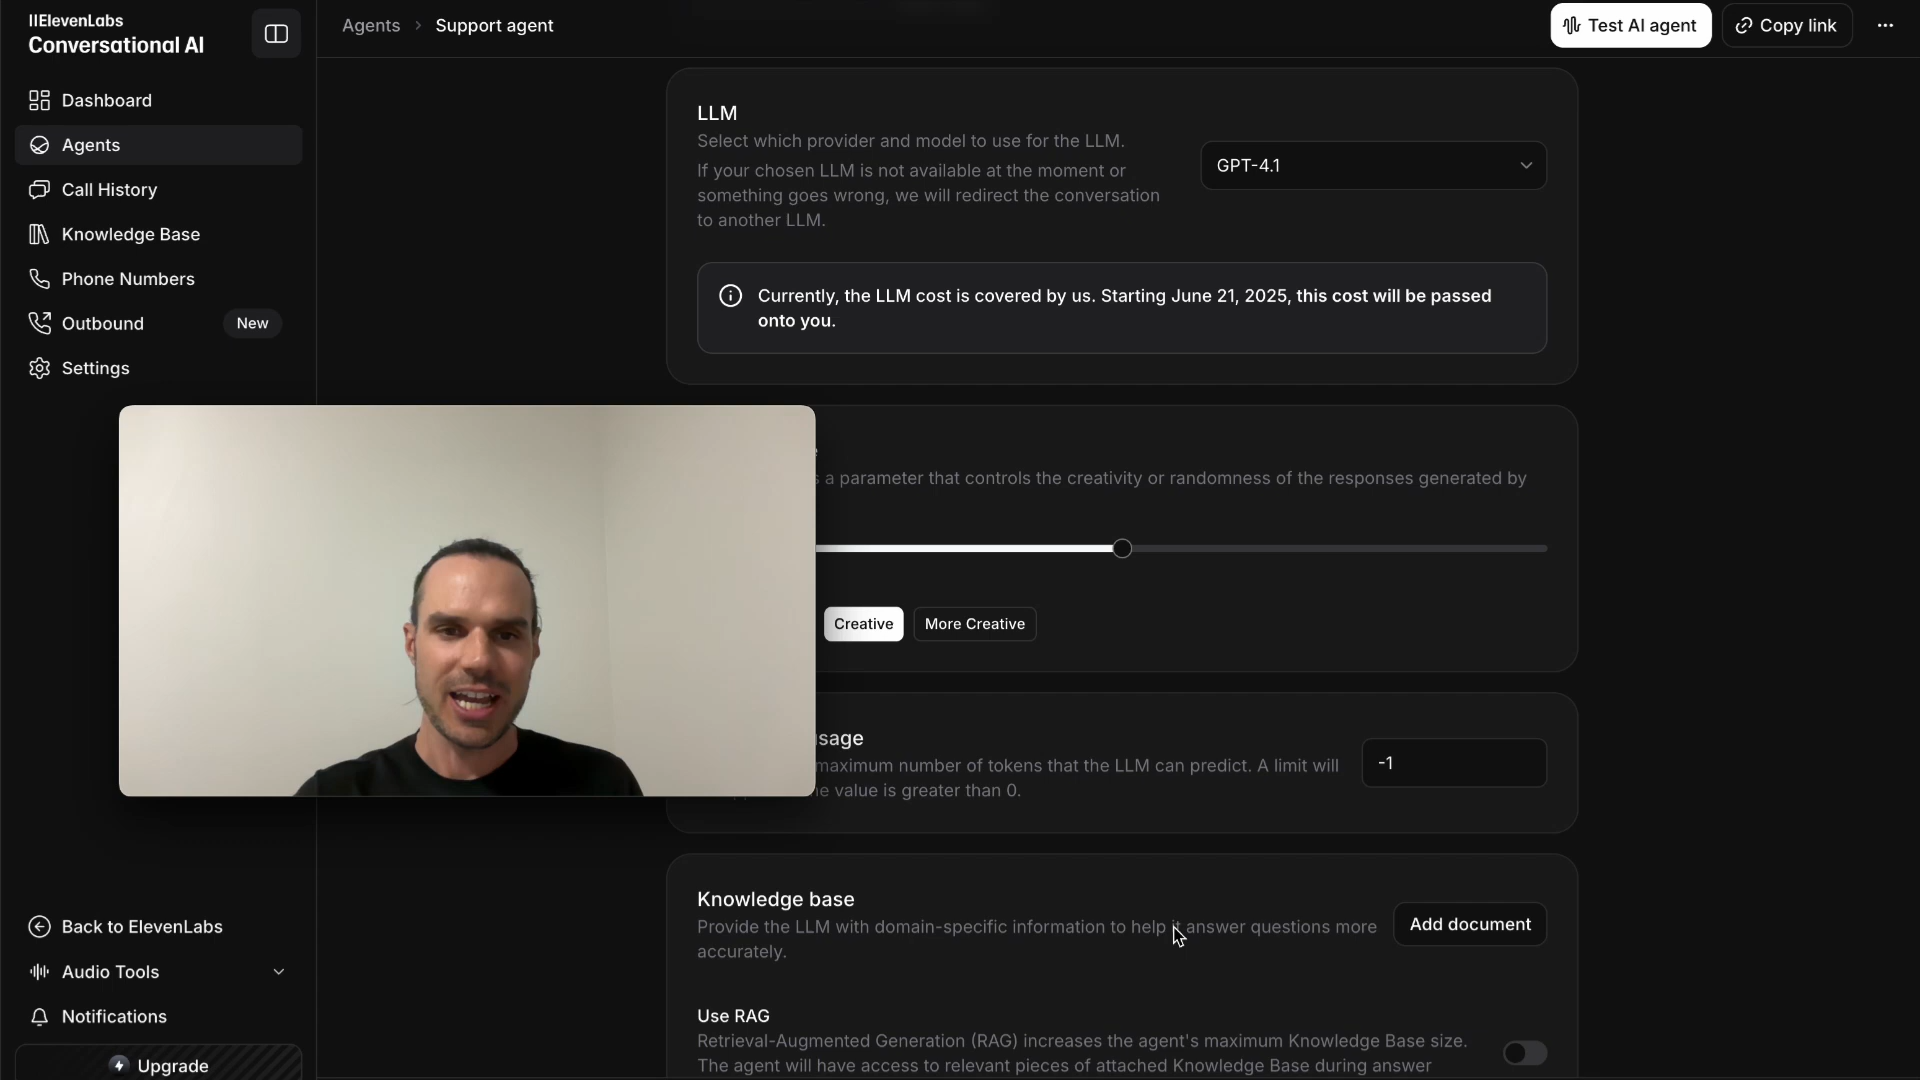 IIElevenLabs
Conversational AI
Dashboard
Agents
Call History
Knowledge Base
Phone Numbers
Outbound
New
Settings
Back to ElevenLabs
Audio Tools
Notifications
Upgrade
Agents
Support agent
Test AI agent
Copy link
LLM
Select which provider and model to use for the LLM.
If your chosen LLM is not available at the moment or
something goes wrong, we will redirect the conversation
to another LLM.
GPT-4.1
Currently, the LLM cost is covered by us. Starting June 21, 2025, this cost will be passed
onto you.
a parameter that controls the creativity or randomness of the responses generated by
Creative
More Creative
maximum number of tokens that the LLM can predict. A limit will
value is greater than 0.
-1
Knowledge base
Provide the LLM with domain-specific information to help it answer questions more
accurately.
Add document
Use RAG
Retrieval-Augmented Generation (RAG) increases the agent's maximum Knowledge Base size.
The agent will have access to relevant pieces of attached Knowledge Base during answer